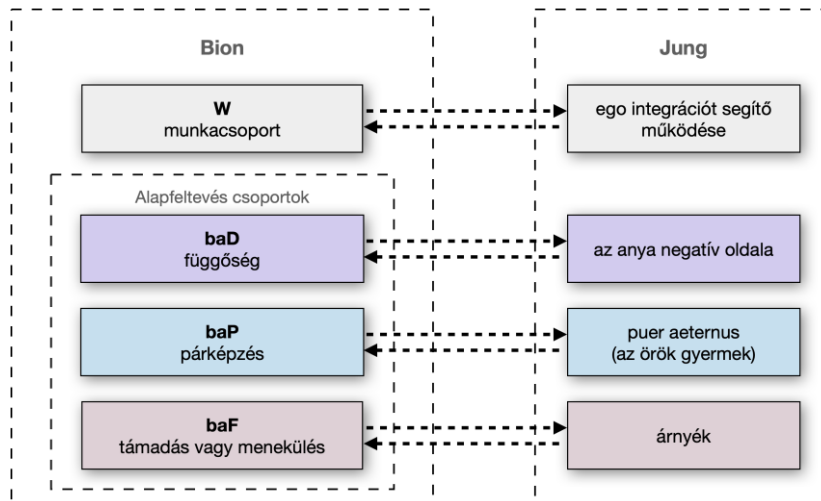 Bion
Jung
W
munkacsoport
ego integrációt segítő
működése
Alapfeltevés csoportok
baD
függőség
az anya negatív oldala
baP
párképzés
puer aeternus
(az örök gyermek)
baF
támadás vagy menekülés
árnyék